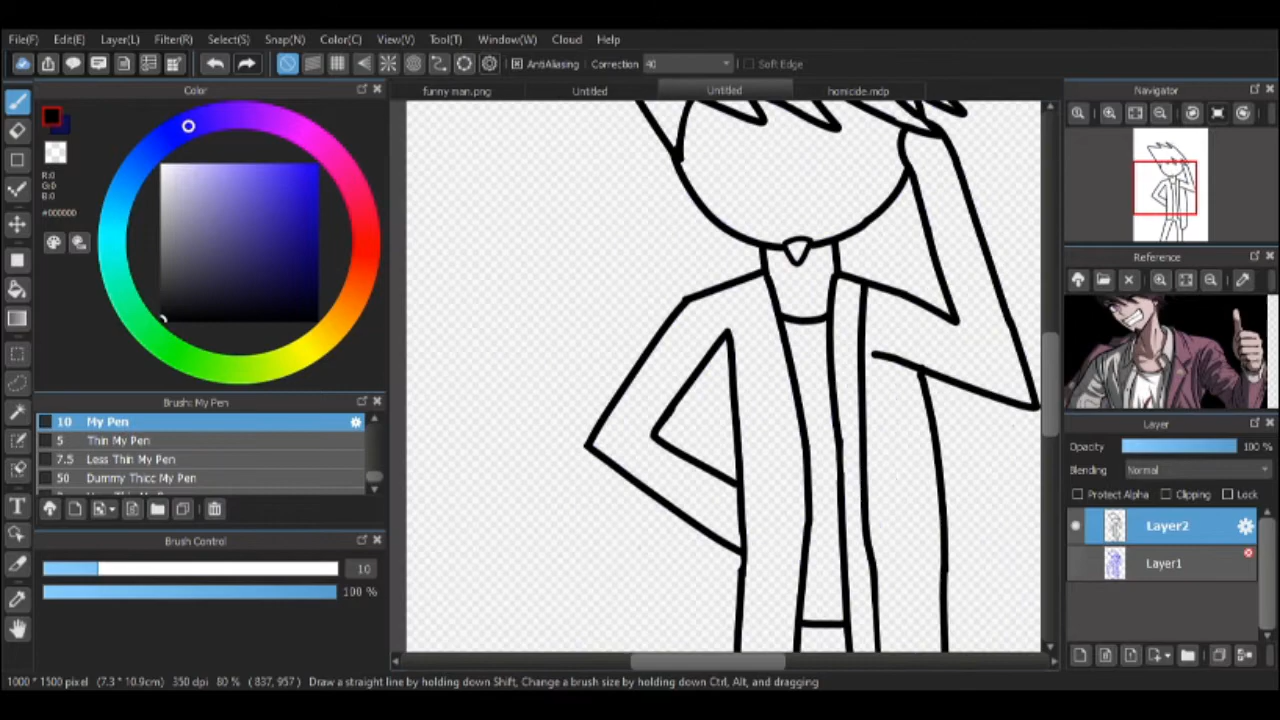 File(F) Edit(E) Layer(L) Filter(R) Select(S) Snap(N) Color(C) View(V) Tool(T) Window(W) Cloud Help
AntiAliasing Correction 40 Soft Edge
Color
funny man.png Untitled Untitled homicide.mdp
Navigator
R:0
G:0
B:0
#000000
Reference
Brush: My Pen
10 My Pen
5 Thin My Pen
7.5 Less Thin My Pen
50 Dummy Thicc My Pen
Brush Control
10
100 %
Layer
Opacity 100 %
Blending Normal
Protect Alpha Clipping Lock
Layer2
Layer1
1000 * 1500 pixel (7.3 * 10.9cm) 350 dpi 80 % ( 837, 957 ) Draw a straight line by holding down Shift, Change a brush size by holding down Ctrl, Alt, and dragging